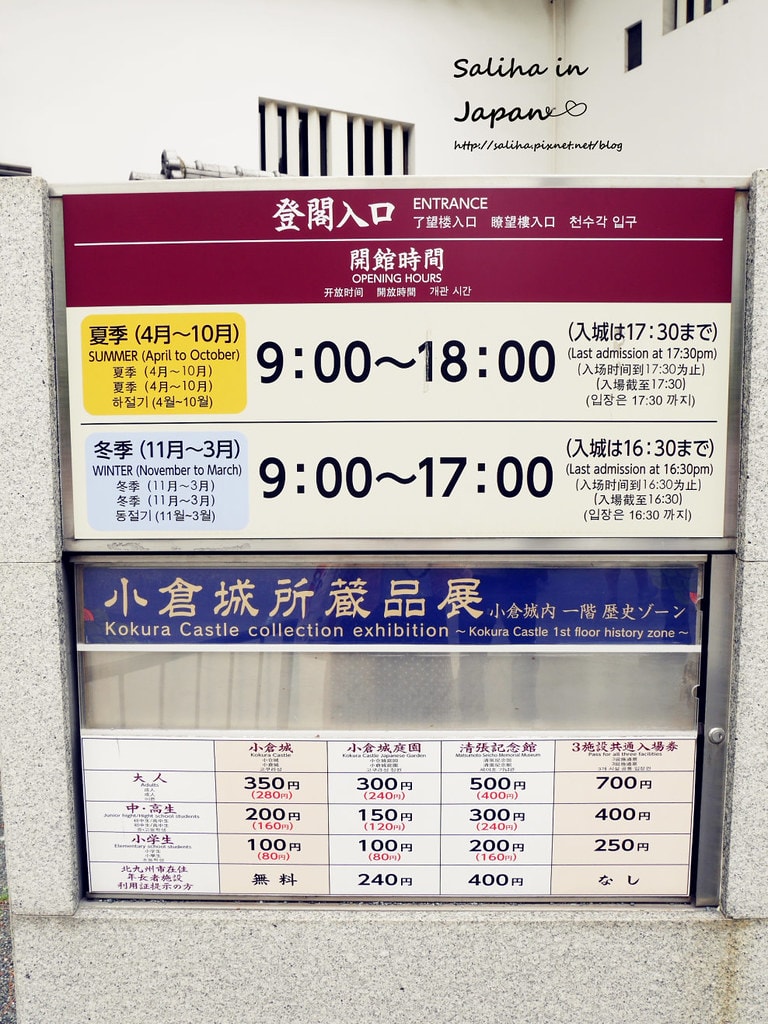 Saliha in
Japan
http://saliha.pixnet.net/blog
登閣入口 ENTRANCE
了望楼入口 瞭望樓入口 천수각 입구
開館時間
OPENING HOURS
开放时间 開放時間 개관 시간
夏季 (4月〜10月)
SUMMER (April to October)
夏季 (4月〜10月)
夏季 (4月〜10月)
하절기 (4월~10월)
9:00〜18:00
(入城は17:30まで)
(Last admission at 17:30pm)
(入场时间到17:30为止)
(入場截至17:30)
(입장은 17:30 까지)
冬季 (11月〜3月)
WINTER (November to March)
冬季 (11月〜3月)
冬季 (11月〜3月)
동절기 (11월~3월)
9:00〜17:00
(入城は16:30まで)
(Last admission at 16:30pm)
(入场时间到16:30为止)
(入場截至16:30)
(입장은 16:30 까지)
小倉城所蔵品展 小倉城内 一階 歴史ゾーン
Kokura Castle collection exhibition ~ Kokura Castle 1st floor history zone ~
小倉城 小倉城庭園 清張記念館 3施設共通入場券
Kokura Castle Kokura Castle Japanese Garden Matsumoto Seicho Memorial Museum Pass for all three facilities
大人 350円 300円 500円 700円
Adults (280円) (240円) (400円)
中・高生 200円 150円 300円 400円
Junior hight/Hight school students (160円) (120円) (240円)
小学生 100円 100円 200円 250円
Elementary school students (80円) (80円) (160円)
北九州市在住
年長者施設
利用証提示の方
無料 240円 400円 なし